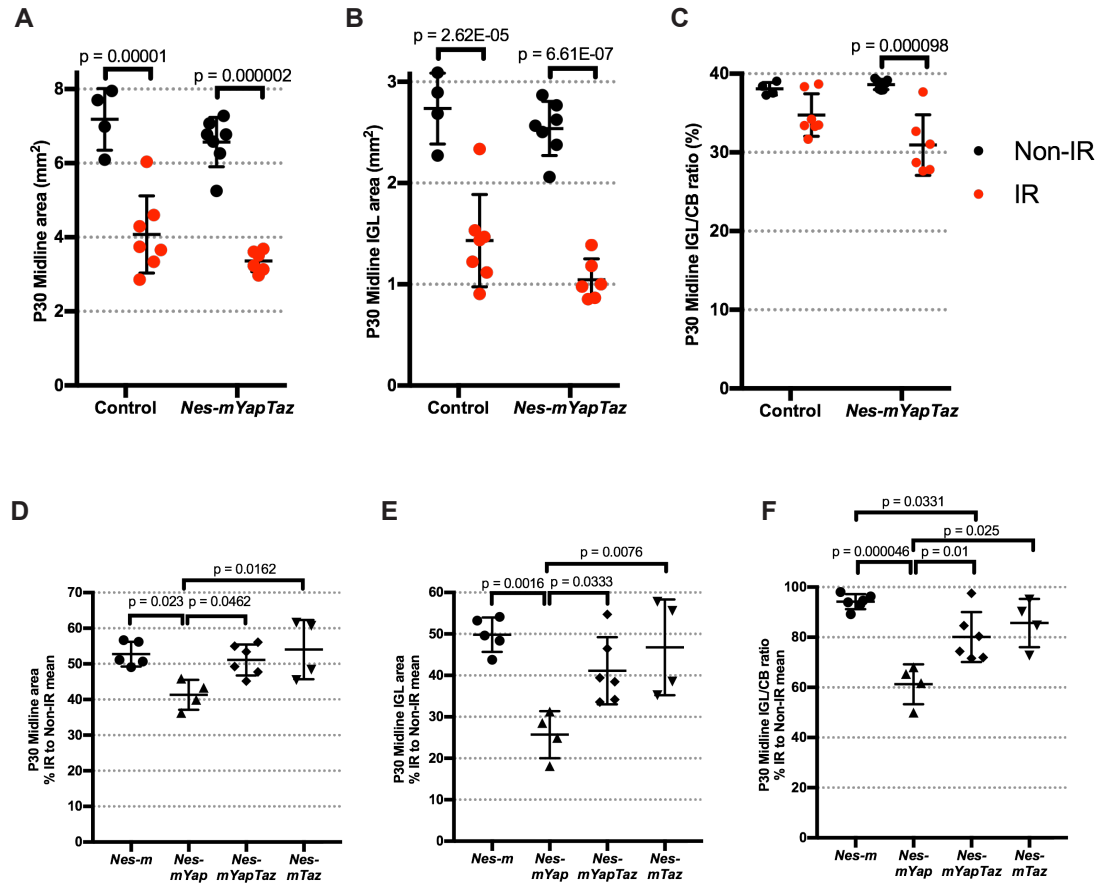 A
p = 0.00001
p = 0.000002
P30 Midline area (mm²)
8
6
4
2
0
Control
Nes-mYapTaz
B
p = 2.62E-05
p = 6.61E-07
P30 Midline IGL area (mm²)
3
2
1
0
Control
Nes-mYapTaz
C
p = 0.000098
P30 Midline IGL/CB ratio (%)
40
30
20
10
0
Control
Nes-mYapTaz
Non-IR
IR
D
p = 0.0162
p = 0.023
p = 0.0462
P30 Midline area
% IR to Non-IR mean
70
60
50
40
30
20
10
0
Nes-m
Nes-
mYap
Nes-
mYapTaz
Nes-
mTaz
E
p = 0.0076
p = 0.0016
p = 0.0333
P30 Midline IGL area
% IR to Non-IR mean
60
50
40
30
20
10
0
Nes-m
Nes-
mYap
Nes-
mYapTaz
Nes-
mTaz
F
p = 0.0331
p = 0.025
p = 0.000046
p = 0.01
P30 Midline IGL/CB ratio
% IR to Non-IR mean
100
80
60
40
20
0
Nes-m
Nes-
mYap
Nes-
mYapTaz
Nes-
mTaz